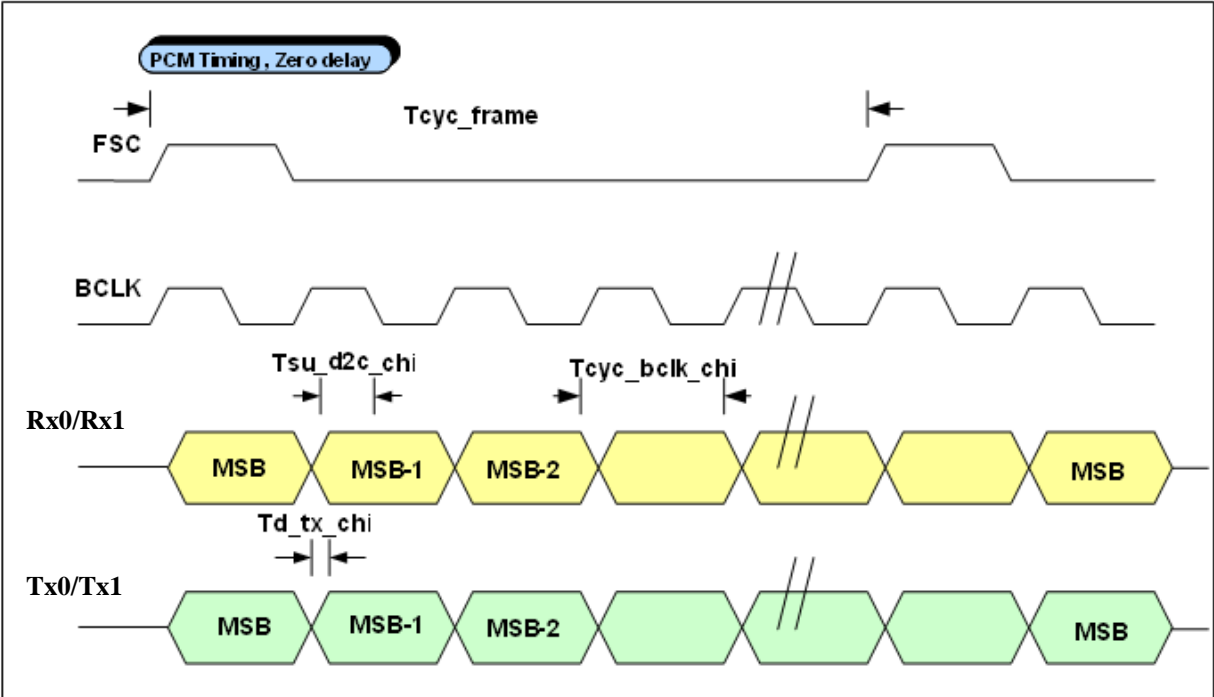 PCM Timing , Zero delay
Tcyc_frame
FSC
BCLK
Tsu_d2c_chi
Tcyc_bclk_chi
Rx0/Rx1
MSB
MSB-1
MSB-2
MSB
Td_tx_chi
Tx0/Tx1
MSB
MSB-1
MSB-2
MSB